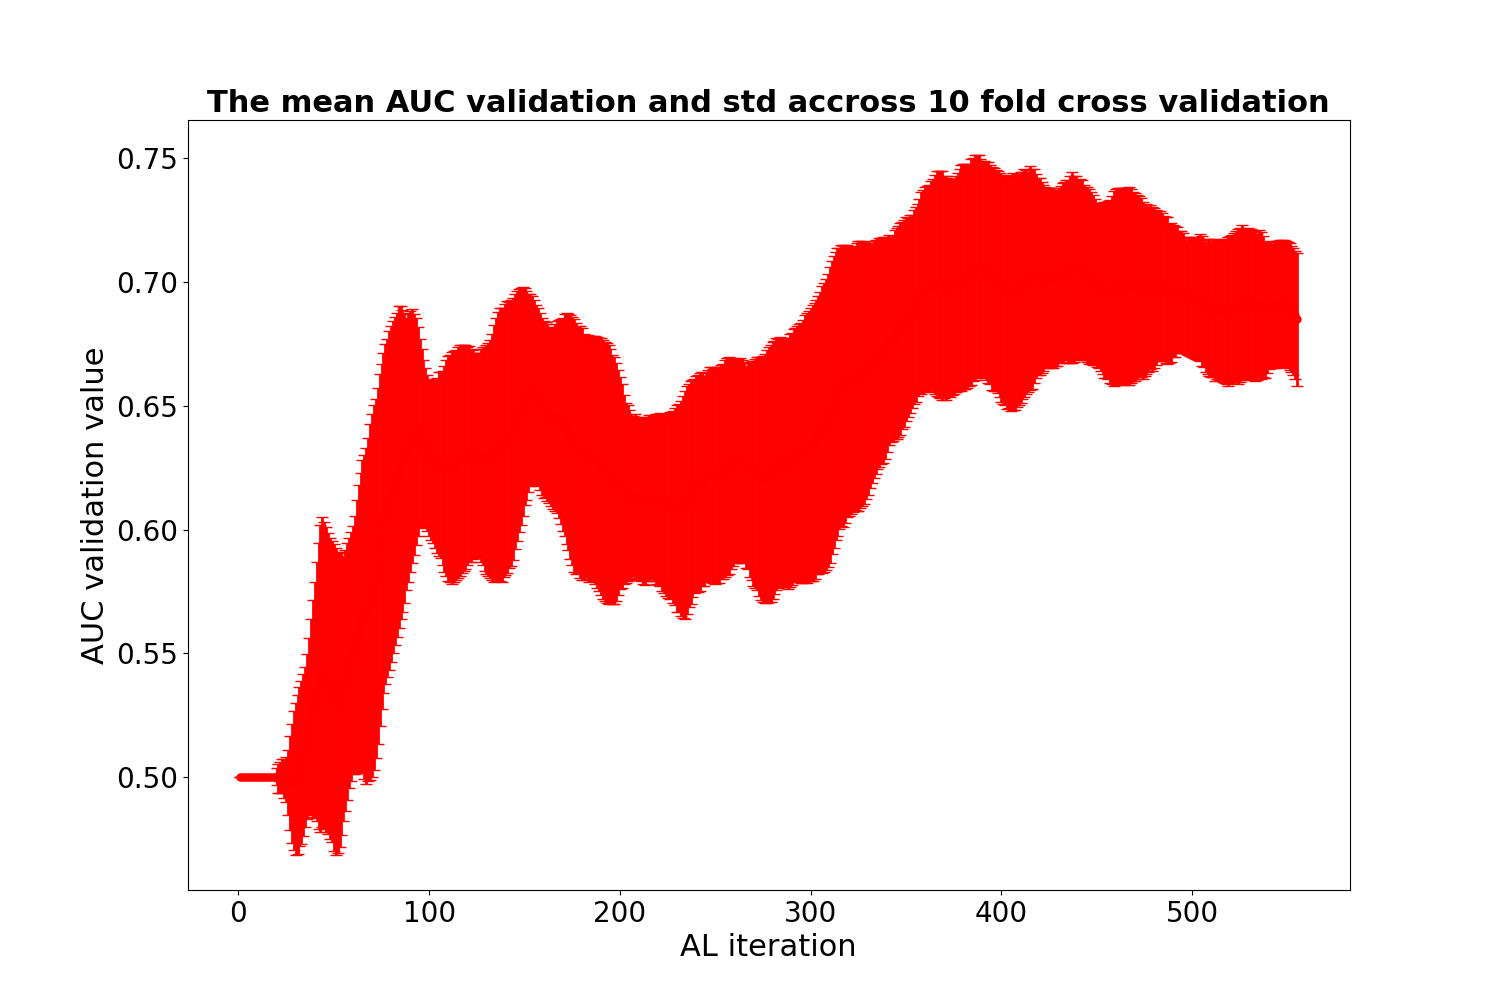 The mean AUC validation and std accross 10 fold cross validation
0.75
0.70
0.65
0.60
0.55
0.50
AUC validation value
0 100 200 300 400 500
AL iteration